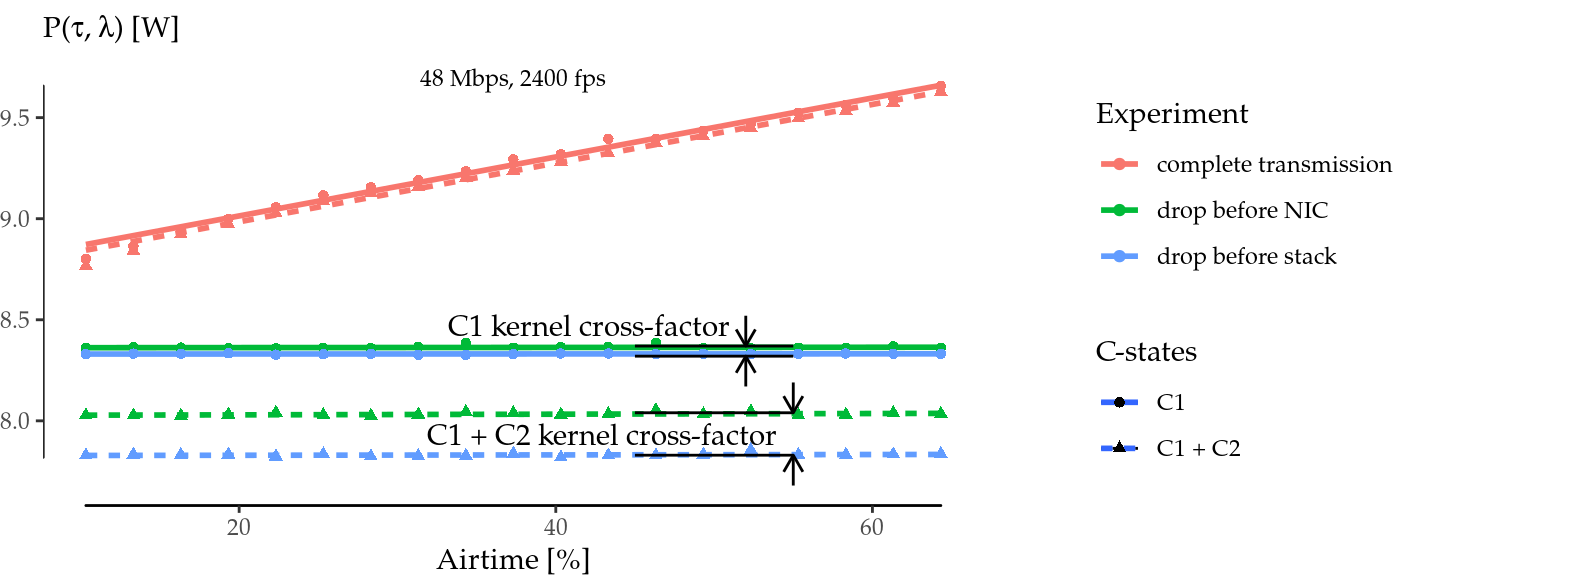 P(τ, λ) [W]
48 Mbps, 2400 fps
9.5
9.0
8.5
8.0
C1 kernel cross-factor
C1 + C2 kernel cross-factor
20
40
60
Airtime [%]
Experiment
complete transmission
drop before NIC
drop before stack
C-states
C1
C1 + C2